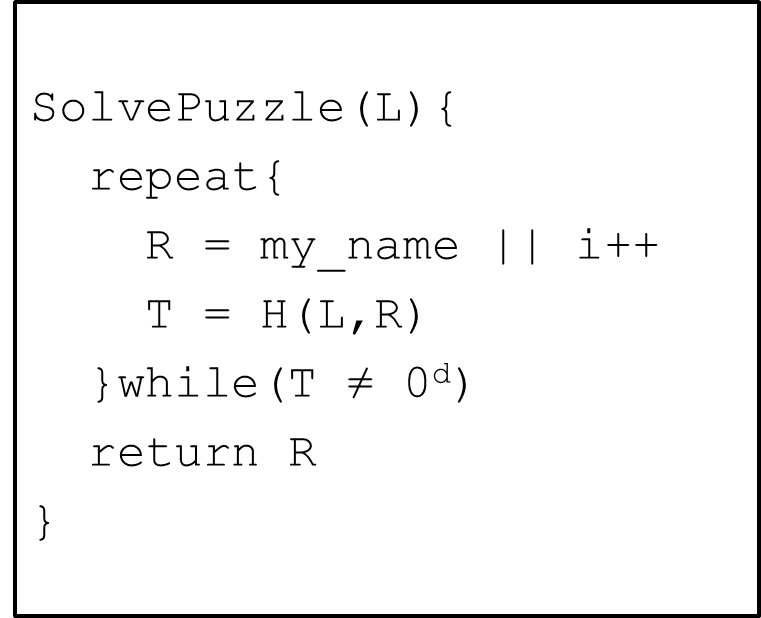 SolvePuzzle(L){
repeat{
R = my_name || i++
T = H(L,R)
}while(T ≠ 0ᵈ)
return R
}